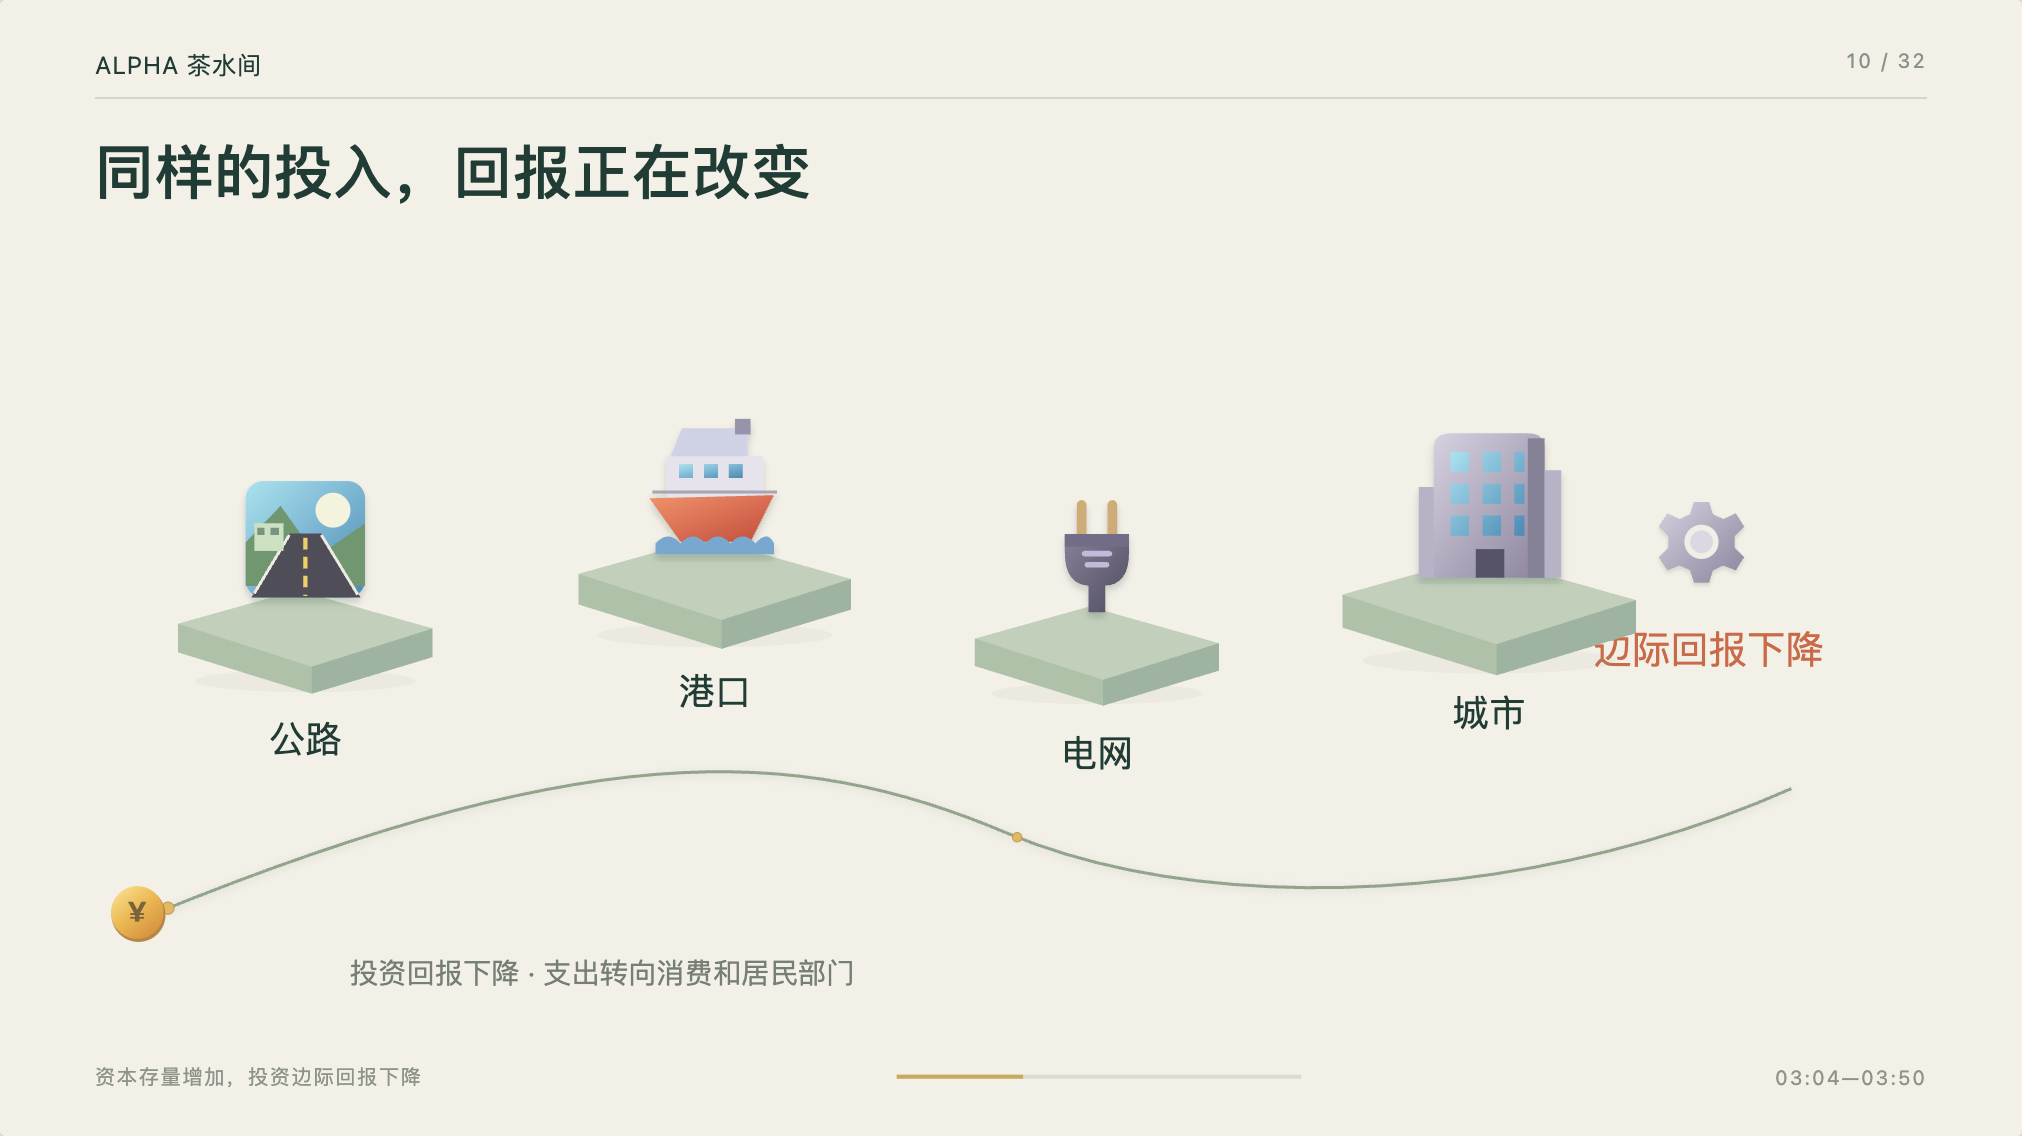 ALPHA 茶水间
10 / 32
同样的投入，回报正在改变
公路
港口
电网
城市
边际回报下降
¥
投资回报下降 · 支出转向消费和居民部门
资本存量增加，投资边际回报下降
03:04—03:50